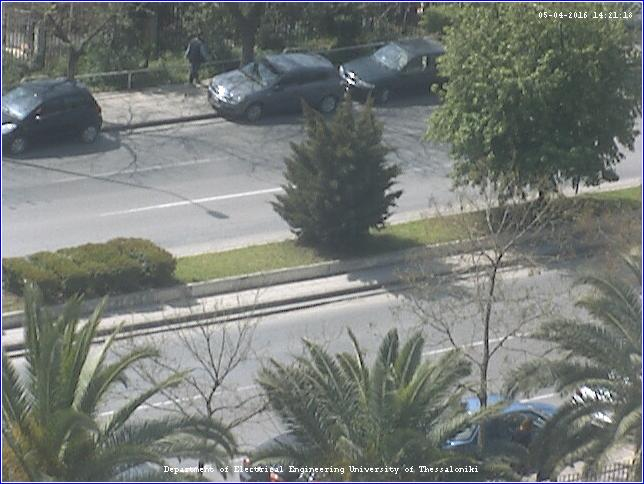 05-04-2016 14:21:18
Department of Electrical Engineering University of Thessaloniki